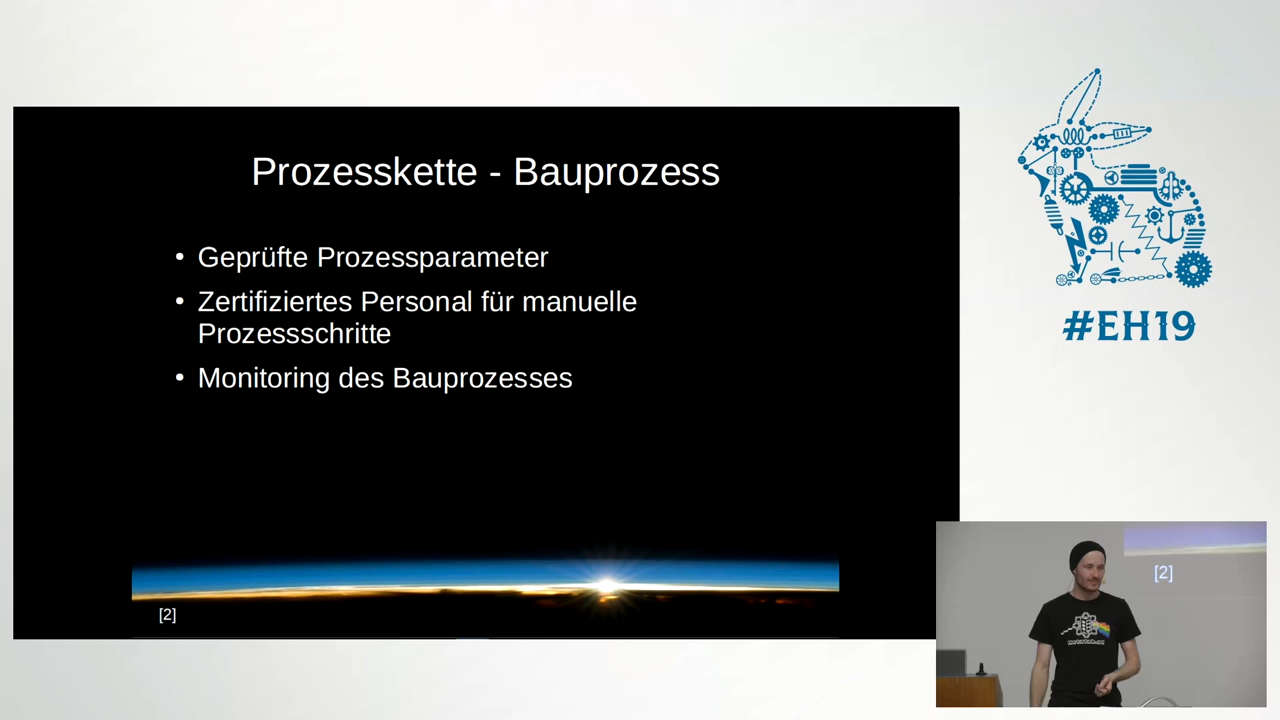 Prozesskette - Bauprozess
• Geprüfte Prozessparameter
• Zertifiziertes Personal für manuelle
Prozessschritte
• Monitoring des Bauprozesses
[2]
#EH19
[2]